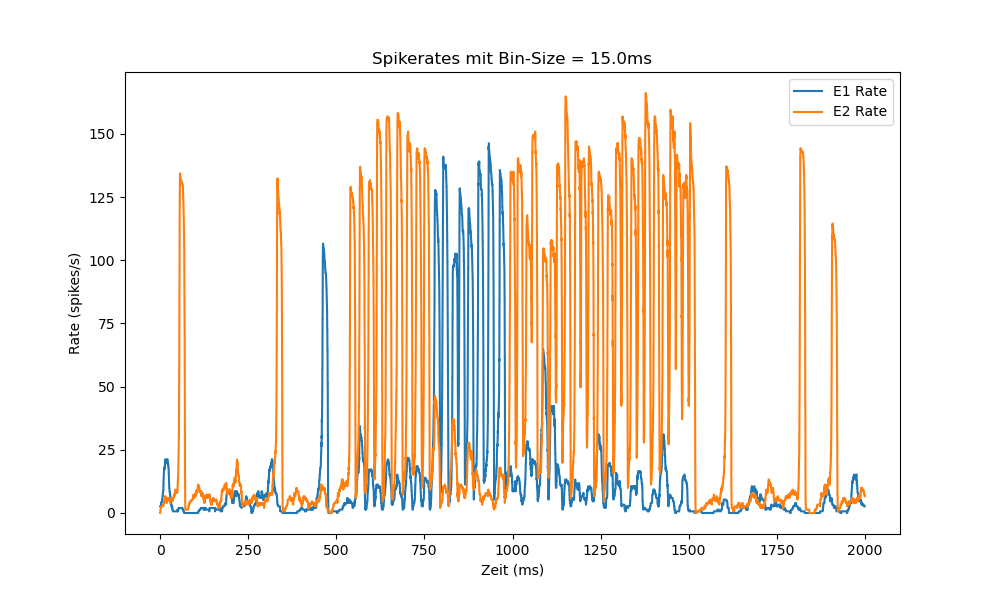 Spikerates mit Bin-Size = 15.0ms
E1 Rate
E2 Rate
Rate (spikes/s)
150
125
100
75
50
25
0
0 250 500 750 1000 1250 1500 1750 2000
Zeit (ms)